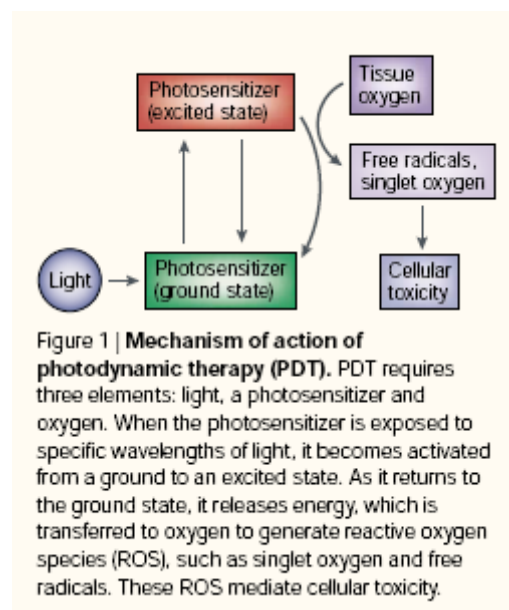 Photosensitizer
(excited state)
Tissue
oxygen
Free radicals,
singlet oxygen
Light
Photosensitizer
(ground state)
Cellular
toxicity
Figure 1 | Mechanism of action of
photodynamic therapy (PDT). PDT requires
three elements: light, a photosensitizer and
oxygen. When the photosensitizer is exposed to
specific wavelengths of light, it becomes activated
from a ground to an excited state. As it returns to
the ground state, it releases energy, which is
transferred to oxygen to generate reactive oxygen
species (ROS), such as singlet oxygen and free
radicals. These ROS mediate cellular toxicity.